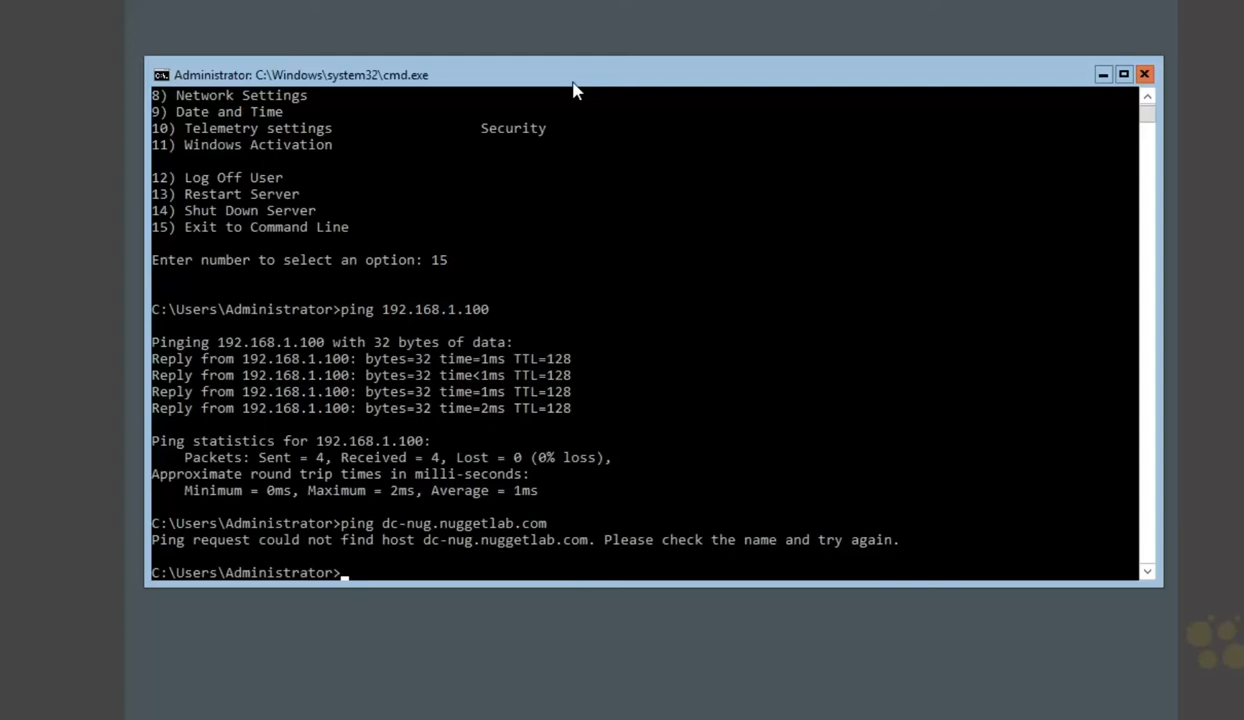 Administrator: C:\Windows\system32\cmd.exe
8) Network Settings
9) Date and Time
10) Telemetry settings Security
11) Windows Activation
12) Log Off User
13) Restart Server
14) Shut Down Server
15) Exit to Command Line
Enter number to select an option: 15
C:\Users\Administrator>ping 192.168.1.100
Pinging 192.168.1.100 with 32 bytes of data:
Reply from 192.168.1.100: bytes=32 time=1ms TTL=128
Reply from 192.168.1.100: bytes=32 time<1ms TTL=128
Reply from 192.168.1.100: bytes=32 time=1ms TTL=128
Reply from 192.168.1.100: bytes=32 time=2ms TTL=128
Ping statistics for 192.168.1.100:
Packets: Sent = 4, Received = 4, Lost = 0 (0% loss),
Approximate round trip times in milli-seconds:
Minimum = 0ms, Maximum = 2ms, Average = 1ms
C:\Users\Administrator>ping dc-nug.nuggetlab.com
Ping request could not find host dc-nug.nuggetlab.com. Please check the name and try again.
C:\Users\Administrator>